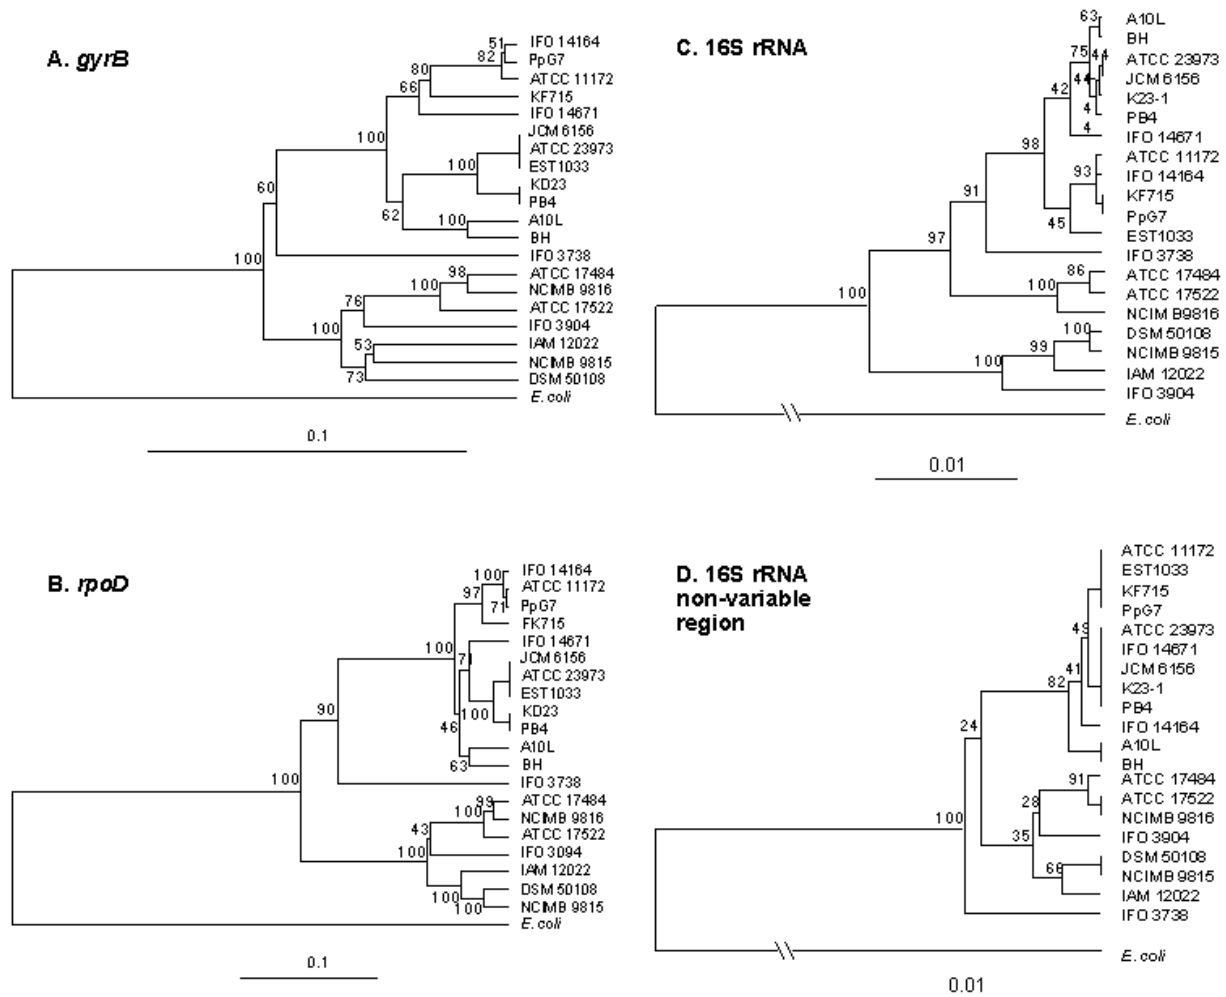 A. gyrB
51
IFO 14164
82
PpG7
ATCC 11172
80
KF715
66
IFO 14671
100
JCM 6156
ATCC 23973
EST1033
100
KD23
PB4
60
62
100
A10L
BH
100
IFO 3738
98
ATCC 17484
NCIMB 9816
100
ATCC 17522
76
IFO 3904
100
53
IAM 12022
NCIMB 9815
73
DSM 50108
E. coli
0.1
B. rpoD
100
IFO 14164
ATCC 11172
97
71
PpG7
FK715
100
IFO 14671
71
JCM 6156
ATCC 23973
EST1033
100
KD23
PB4
90
46
A10L
63
BH
100
IFO 3738
99
ATCC 17484
100
NCIMB 9816
ATCC 17522
43
IFO 3094
100
IAM 12022
DSM 50108
100
100
NCIMB 9815
E. coli
0.1
C. 16S rRNA
63
A10L
BH
75
44
ATCC 23973
44
JCM 6156
K23-1
42
4
PB4
4
IFO 14671
98
ATCC 11172
93
IFO 14164
KF715
91
PpG7
45
EST1033
97
IFO 3738
86
ATCC 17484
100
ATCC 17522
NCIM B9816
100
100
DSM 50108
99
NCIMB 9815
100
IAM 12022
IFO 3904
E. coli
0.01
D. 16S rRNA
non-variable
region
ATCC 11172
EST1033
KF715
PpG7
49
ATCC 23973
IFO 14671
41
JCM 6156
82
K23-1
PB4
24
IFO 14164
A10L
BH
91
ATCC 17484
28
ATCC 17522
NCIMB 9816
100
35
IFO 3904
DSM 50108
66
NCIMB 9815
IAM 12022
IFO 3738
E. coli
0.01